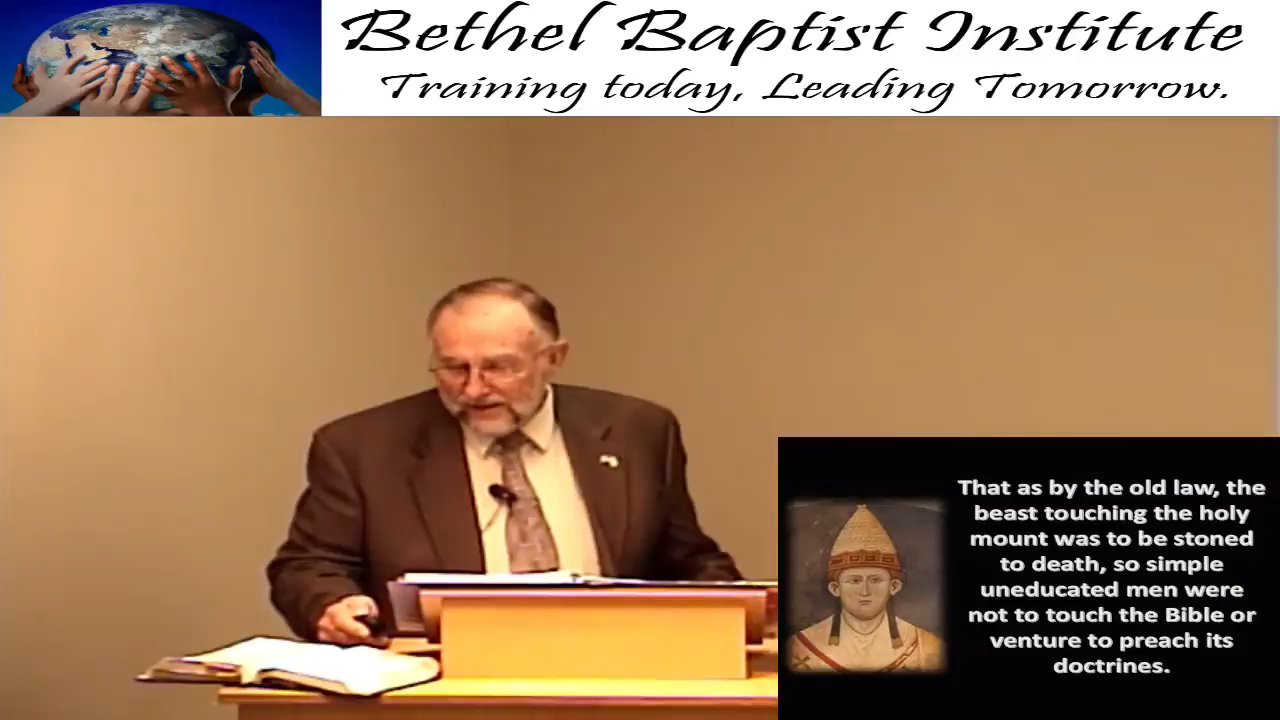 Bethel Baptist Institute
Training today, Leading Tomorrow.
That as by the old law, the
beast touching the holy
mount was to be stoned
to death, so simple
uneducated men were
not to touch the Bible or
venture to preach its
doctrines.